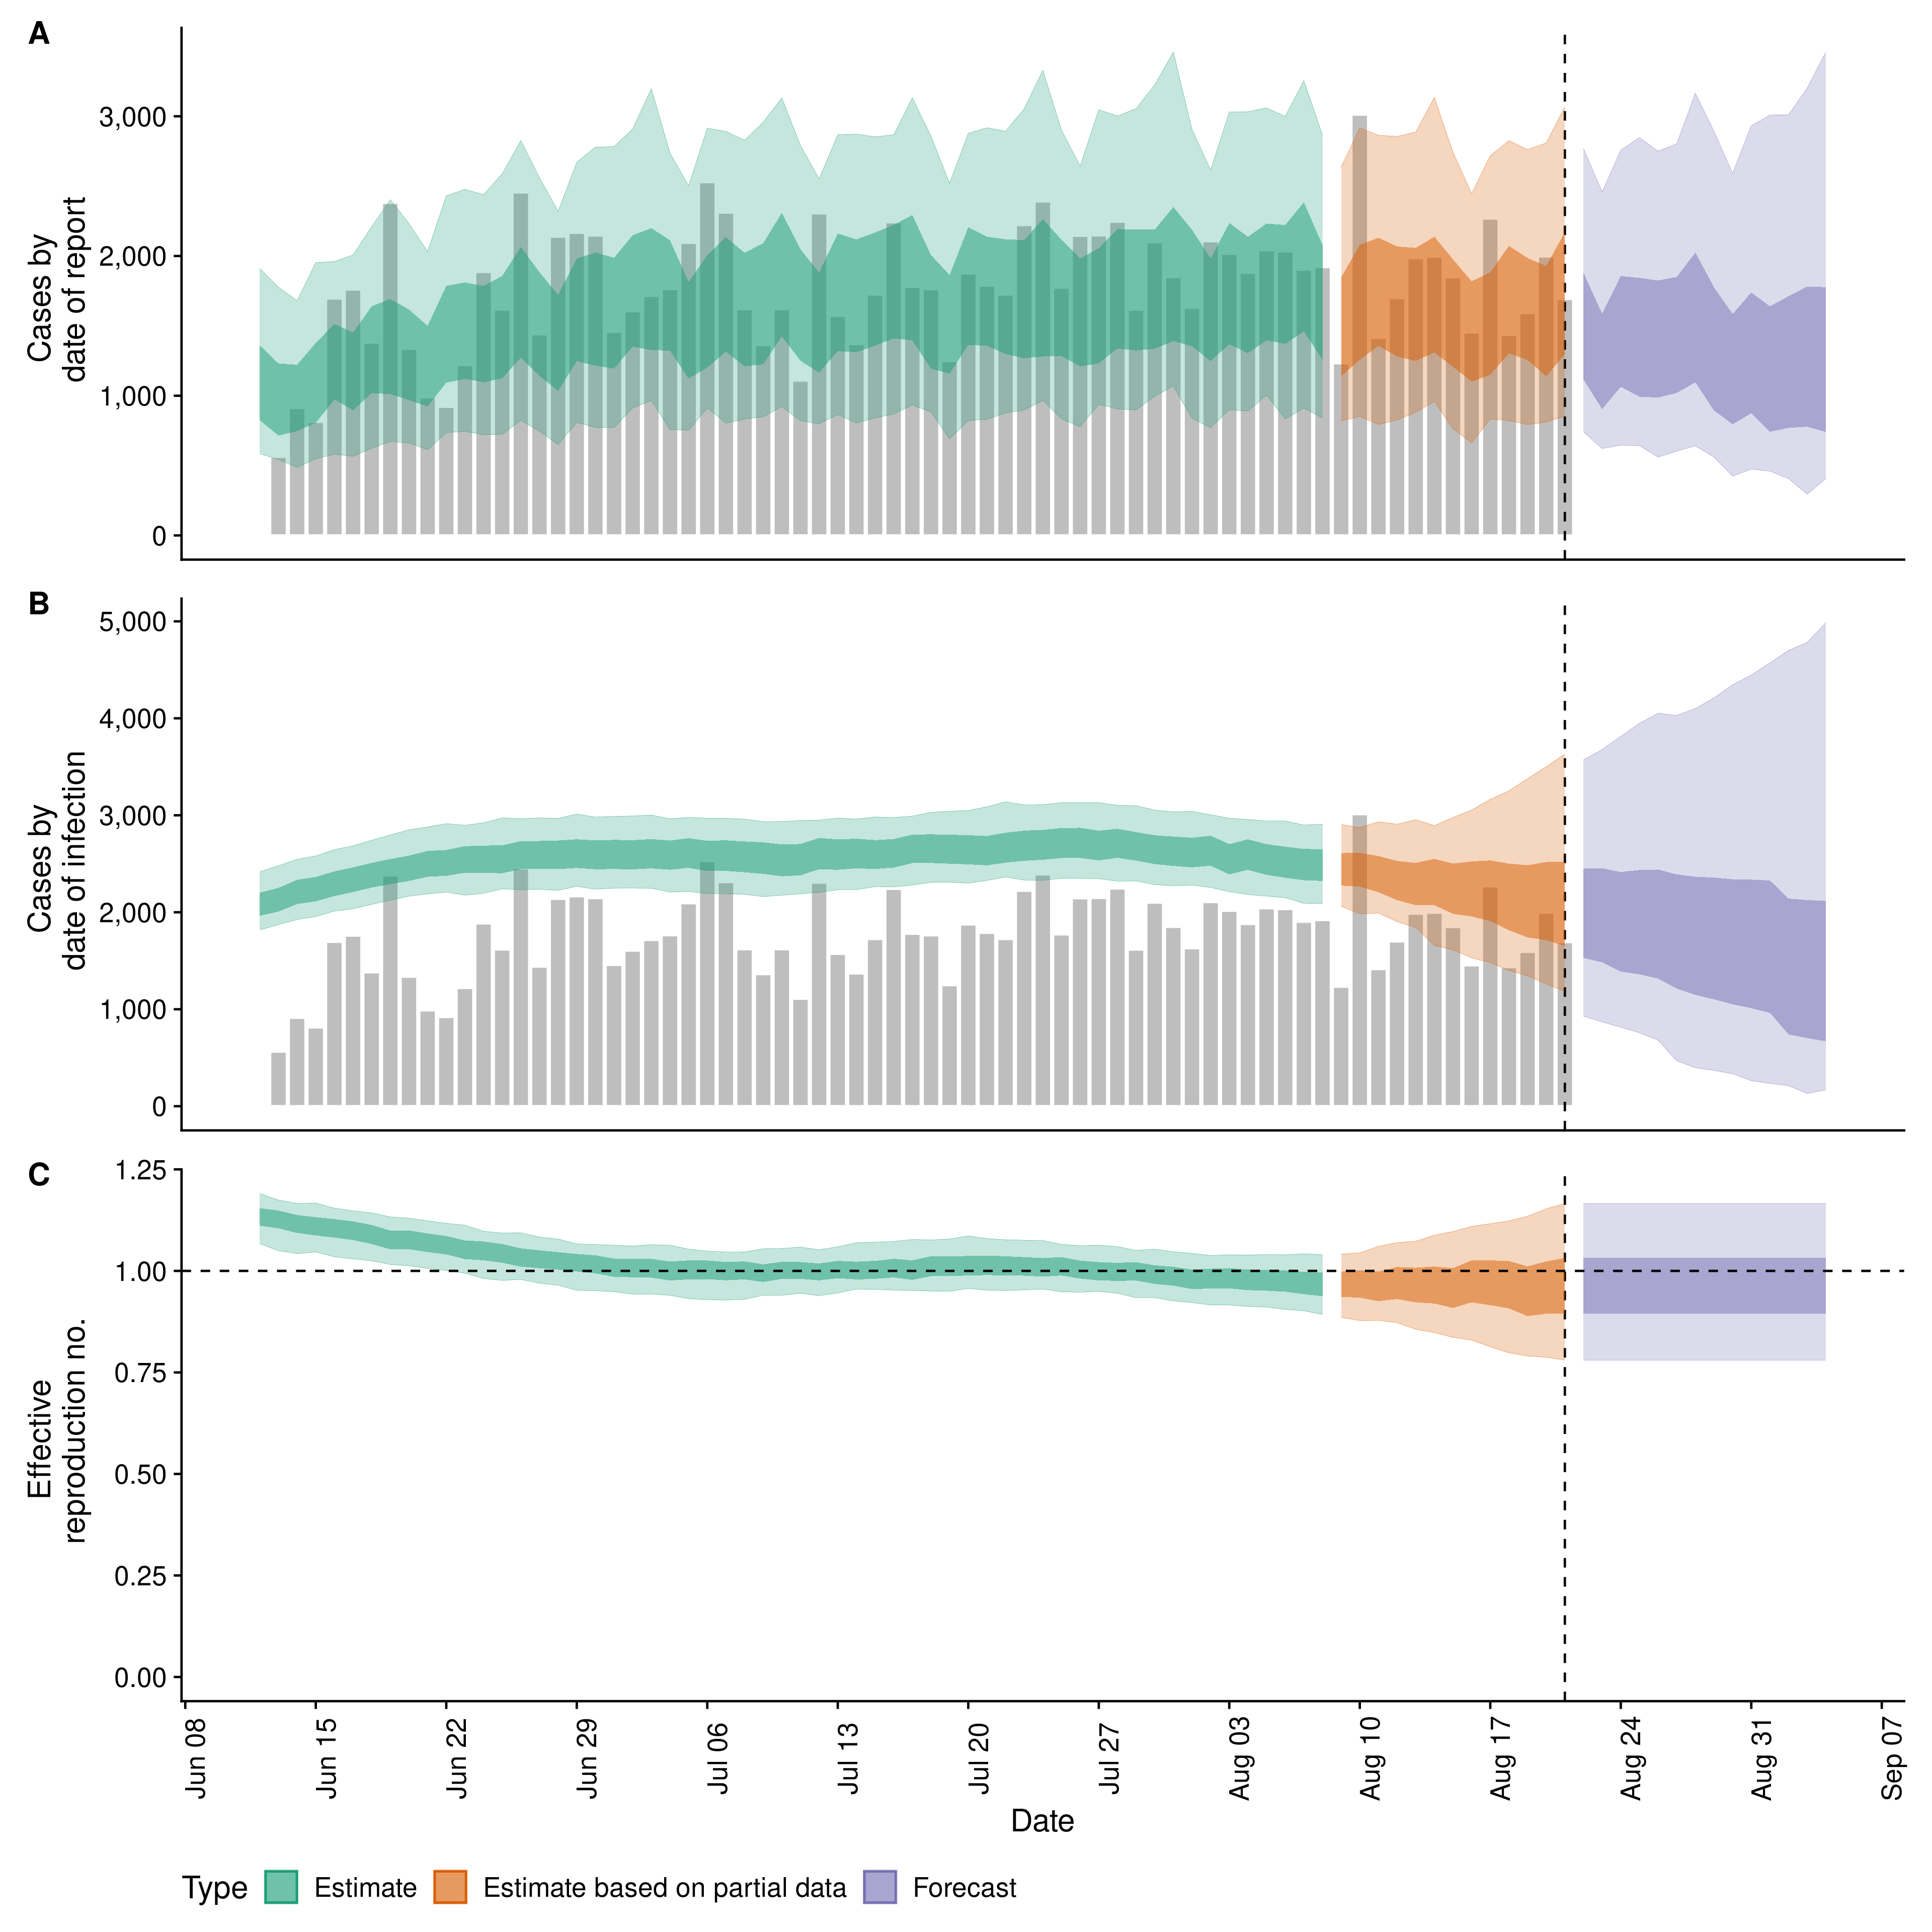 A
Cases by
date of report
3,000
2,000
1,000
0
B
Cases by
date of infection
5,000
4,000
3,000
2,000
1,000
0
C
Effective
reproduction no.
1.25
1.00
0.75
0.50
0.25
0.00
Jun 08
Jun 15
Jun 22
Jun 29
Jul 06
Jul 13
Jul 20
Jul 27
Aug 03
Aug 10
Aug 17
Aug 24
Aug 31
Sep 07
Date
Type Estimate Estimate based on partial data Forecast